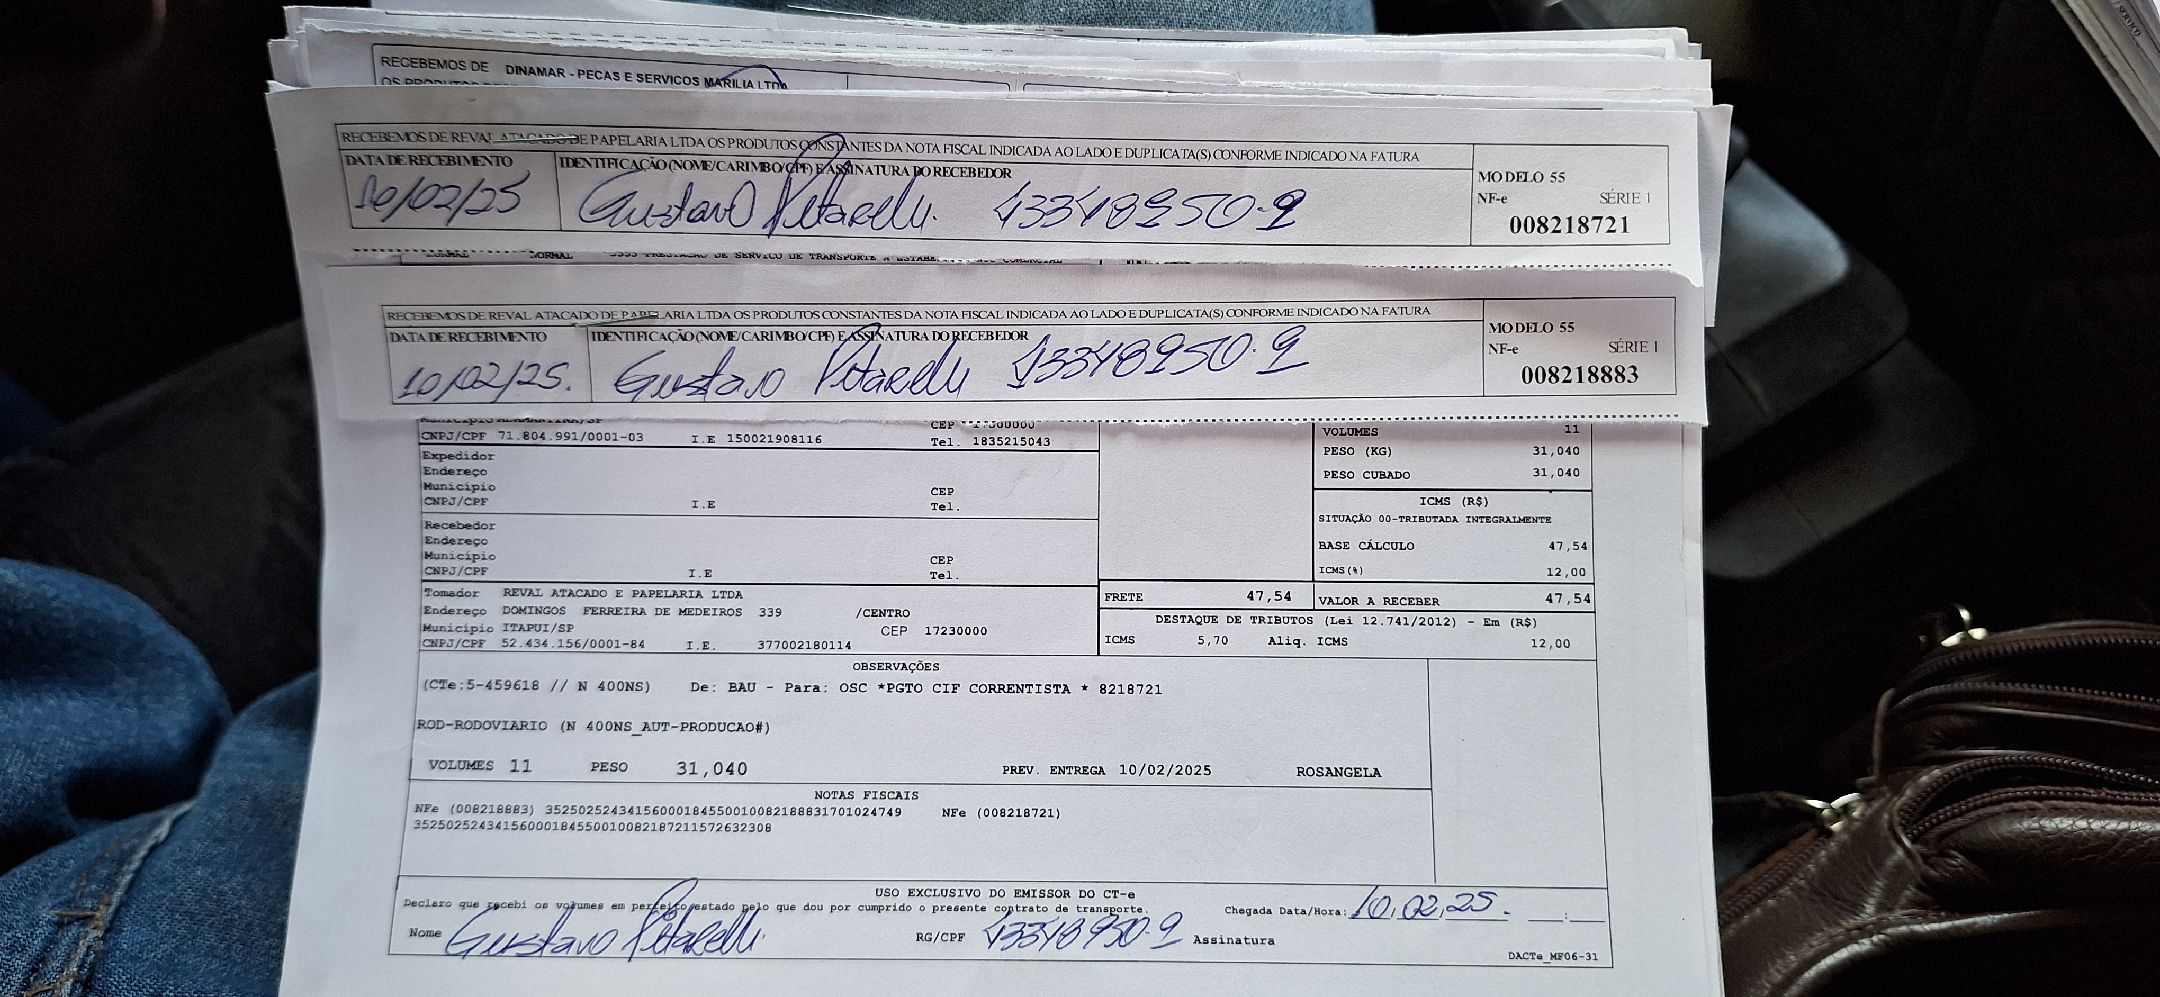 RECEBEMOS DE DINAMAR - PECAS E SERVICOS MARILIA LTDA
RECEBEMOS DE REVAL ATACADO DE PAPELARIA LTDA OS PRODUTOS CONSTANTES DA NOTA FISCAL INDICADA AO LADO E DUPLICATA(S) CONFORME INDICADO NA FATURA
DATA DE RECEBIMENTO IDENTIFICAÇÃO (NOME/CARIMBO/CPF) E ASSINATURA DO RECEBEDOR MODELO 55
10/02/25 Gustavo NF-e SÉRIE 1
008218721
NORMAL NORMAL 5353 PRESTACAO DE SERVICO DE TRANSPORTE A
RECEBEMOS DE REVAL ATACADO DE PAPELARIA LTDA OS PRODUTOS CONSTANTES DA NOTA FISCAL INDICADA AO LADO E DUPLICATA(S) CONFORME INDICADO NA FATURA
DATA DE RECEBIMENTO IDENTIFICAÇÃO (NOME/CARIMBO/CPF) E ASSINATURA DO RECEBEDOR MODELO 55
10/02/25. Gustavo NF-e SÉRIE 1
008218883
CEP VOLUMES 11
CNPJ/CPF 71.804.991/0001-03 I.E 150021908116 Tel. 1835215043
PESO (KG) 31,040
Expedidor
Endereço PESO CUBADO 31,040
Município CEP
CNPJ/CPF I.E Tel.
ICMS (R$)
SITUAÇÃO 00-TRIBUTADA INTEGRALMENTE
Recebedor
Endereço BASE CÁLCULO 47,54
Município CEP
CNPJ/CPF I.E Tel. ICMS(%) 12,00
Tomador REVAL ATACADO E PAPELARIA LTDA FRETE 47,54 VALOR A RECEBER 47,54
Endereço DOMINGOS FERREIRA DE MEDEIROS 339 /CENTRO
DESTAQUE DE TRIBUTOS (Lei 12.741/2012) - Em (R$)
Município ITAPUI/SP CEP 17230000
CNPJ/CPF 52.434.156/0001-84 I.E. 377002180114 ICMS 5,70 Aliq. ICMS 12,00
OBSERVAÇÕES
(CTe:5-459618 // N 400NS) De: BAU - Para: OSC *PGTO CIF CORRENTISTA * 8218721
ROD-RODOVIARIO (N 400NS_AUT-PRODUCAO#)
VOLUMES 11 PESO 31,040 PREV. ENTREGA 10/02/2025 ROSANGELA
NOTAS FISCAIS
NFe (008218883) 35250252434156000184550010082188831701024749 NFe (008218721)
35250252434156000184550010082187211572632308
USO EXCLUSIVO DO EMISSOR DO CT-e
Declaro que recebi os volumes em perfeito estado pelo que dou por cumprido o presente contrato de transporte. Chegada Data/Hora: 10,02,25. __:__
Nome Gustavo RG/CPF Assinatura
DACTe_MF06-31